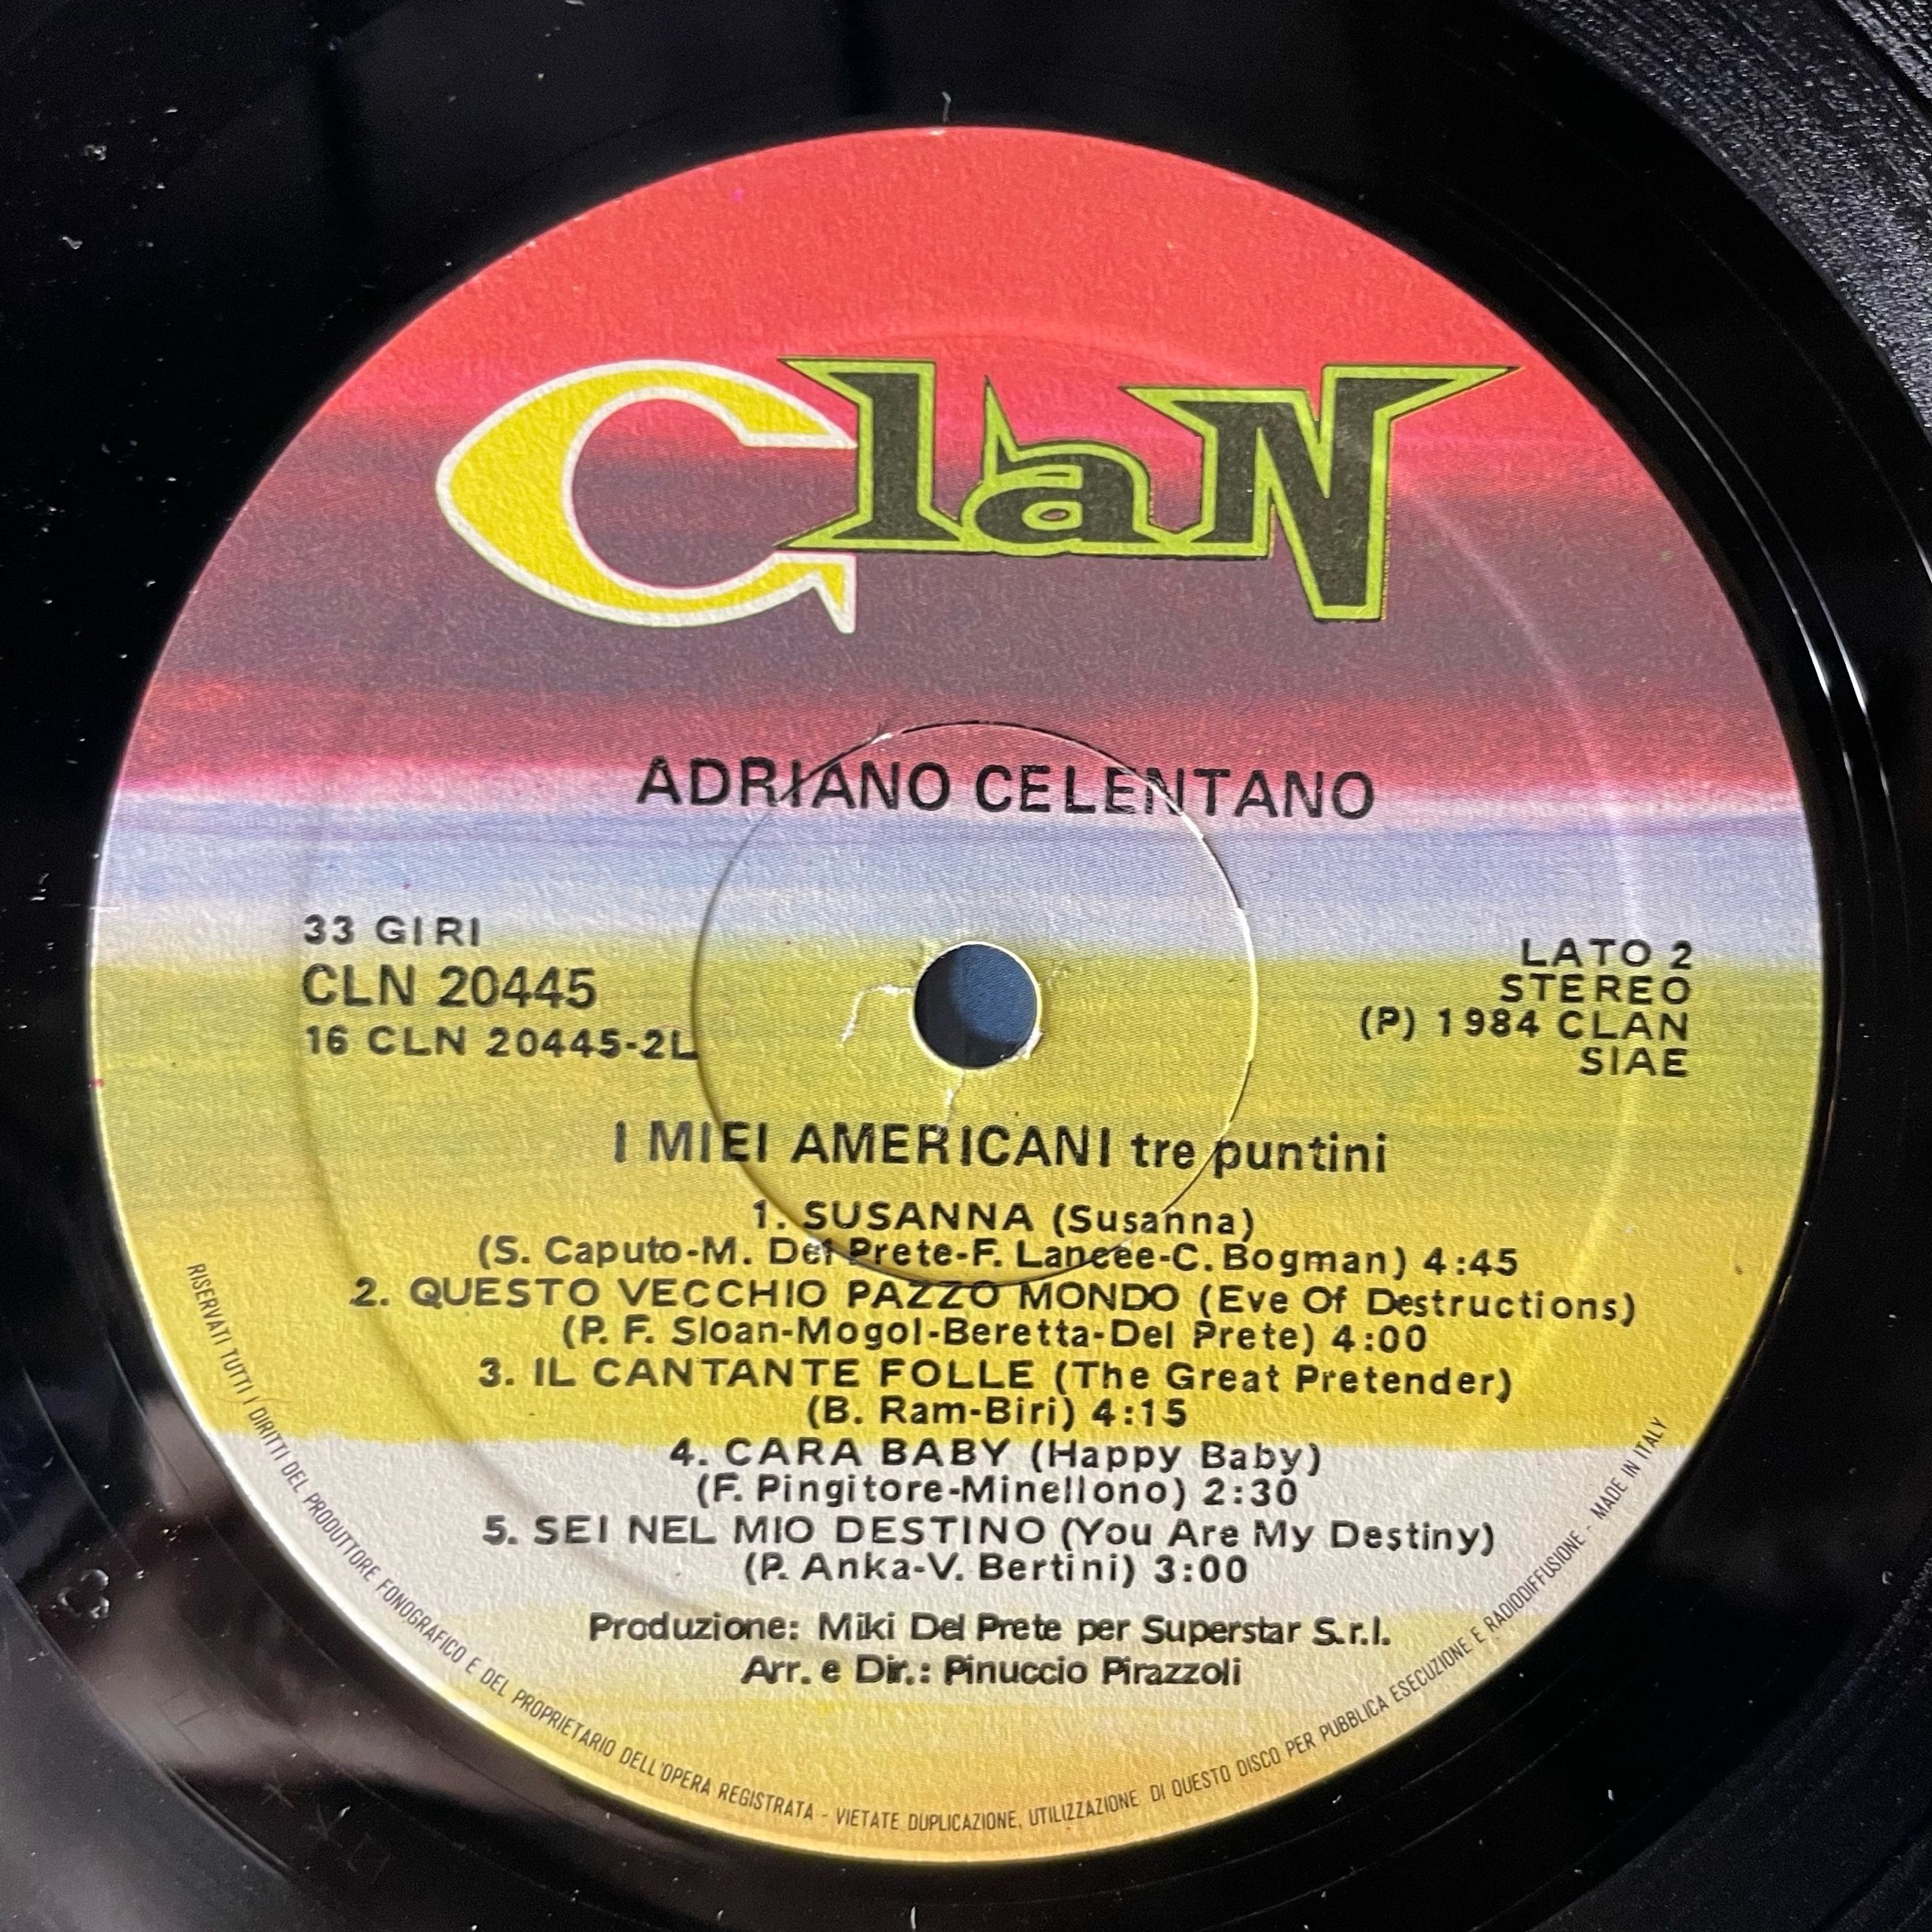 ClaN
ADRIANO CELENTANO
33 GIRI
CLN 20445
16 CLN 20445-2L
LATO 2
STEREO
(P) 1984 CLAN
SIAE
I MIEI AMERICANI tre puntini
1. SUSANNA (Susanna)
(S. Caputo-M. Del Prete-F. Lancee-C. Bogman) 4:45
2. QUESTO VECCHIO PAZZO MONDO (Eve Of Destructions)
(P. F. Sloan-Mogol-Beretta-Del Prete) 4:00
3. IL CANTANTE FOLLE (The Great Pretender)
(B. Ram-Biri) 4:15
4. CARA BABY (Happy Baby)
(F. Pingitore-Minellono) 2:30
5. SEI NEL MIO DESTINO (You Are My Destiny)
(P. Anka-V. Bertini) 3:00
Produzione: Miki Del Prete per Superstar S.r.l.
Arr. e Dir.: Pinuccio Pirazzoli
RISERVATI TUTTI I DIRITTI DEL PRODUTTORE FONOGRAFICO E DEL PROPRIETARIO DELL'OPERA REGISTRATA - VIETATE DUPLICAZIONE, UTILIZZAZIONE DI QUESTO DISCO PER PUBBLICA ESECUZIONE E RADIODIFFUSIONE - MADE IN ITALY